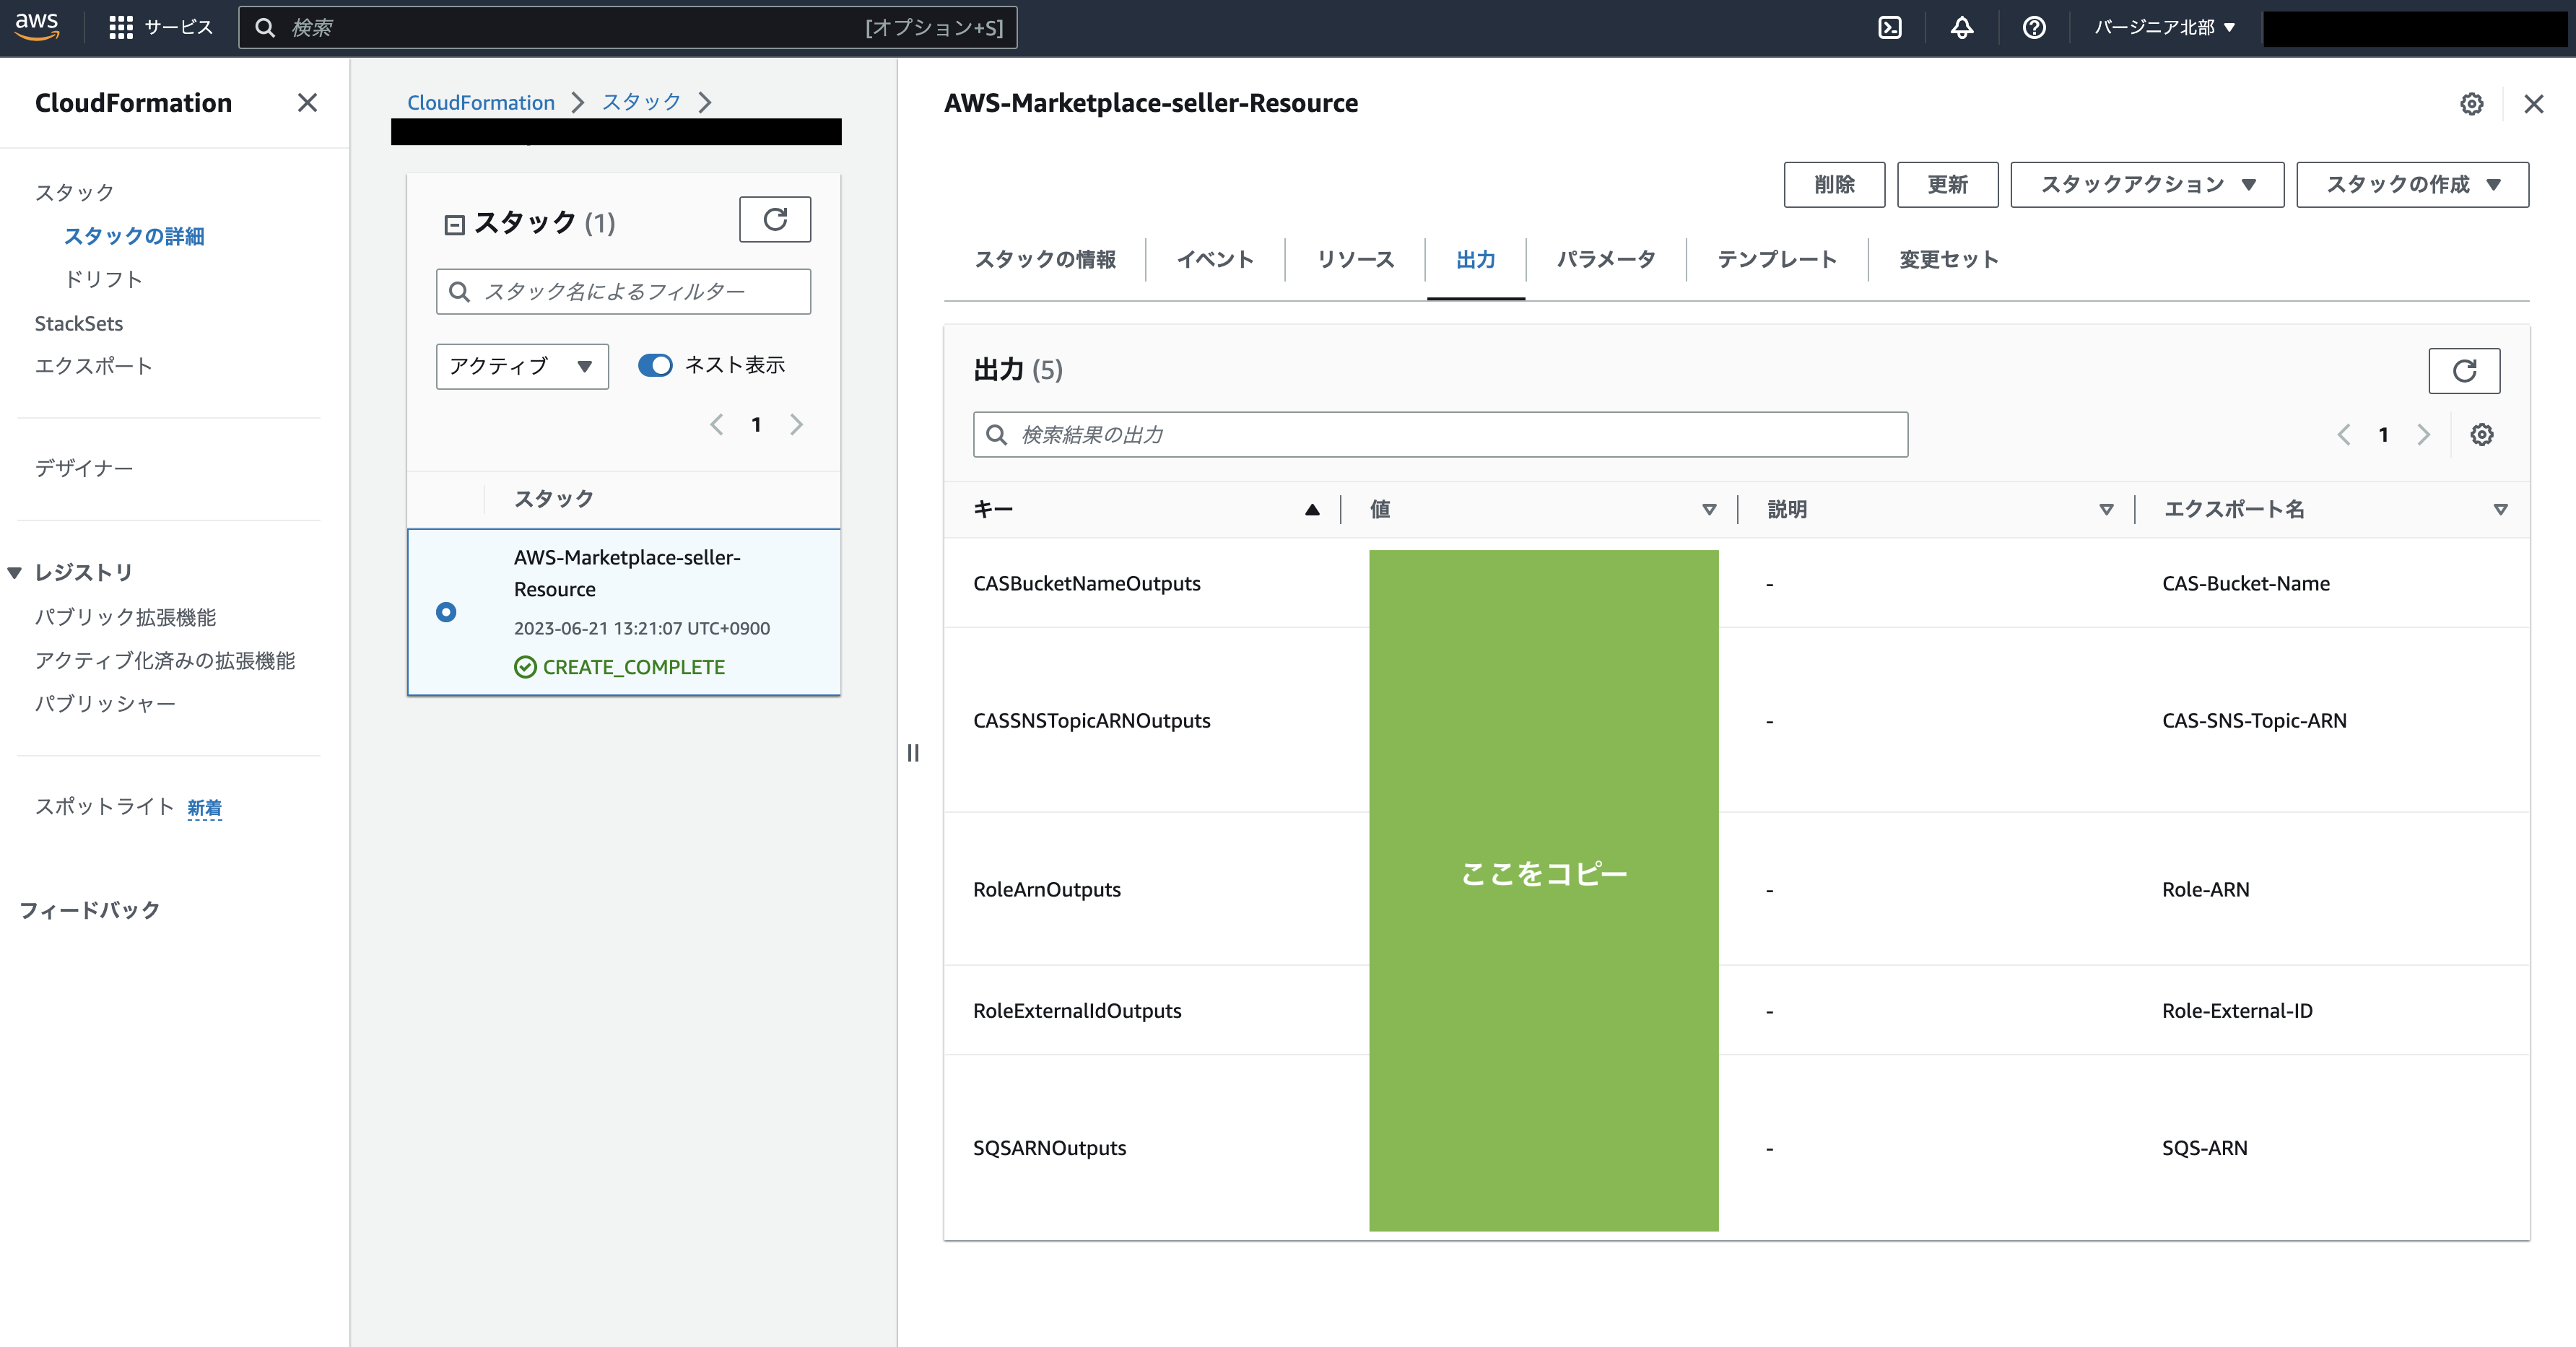 aws
サービス
検索
[オプション+S]
バージニア北部
CloudFormation
スタック
スタックの詳細
ドリフト
StackSets
エクスポート
デザイナー
レジストリ
パブリック拡張機能
アクティブ化済みの拡張機能
パブリッシャー
スポットライト 新着
フィードバック
CloudFormation
スタック
スタック (1)
スタック名によるフィルター
アクティブ
ネスト表示
1
スタック
AWS-Marketplace-seller-
Resource
2023-06-21 13:21:07 UTC+0900
CREATE_COMPLETE
AWS-Marketplace-seller-Resource
削除
更新
スタックアクション
スタックの作成
スタックの情報
イベント
リソース
出力
パラメータ
テンプレート
変更セット
出力 (5)
検索結果の出力
1
キー
値
説明
エクスポート名
CASBucketNameOutputs
-
CAS-Bucket-Name
CASSNSTopicARNOutputs
-
CAS-SNS-Topic-ARN
ここをコピー
RoleArnOutputs
-
Role-ARN
RoleExternalIdOutputs
-
Role-External-ID
SQSARNOutputs
-
SQS-ARN